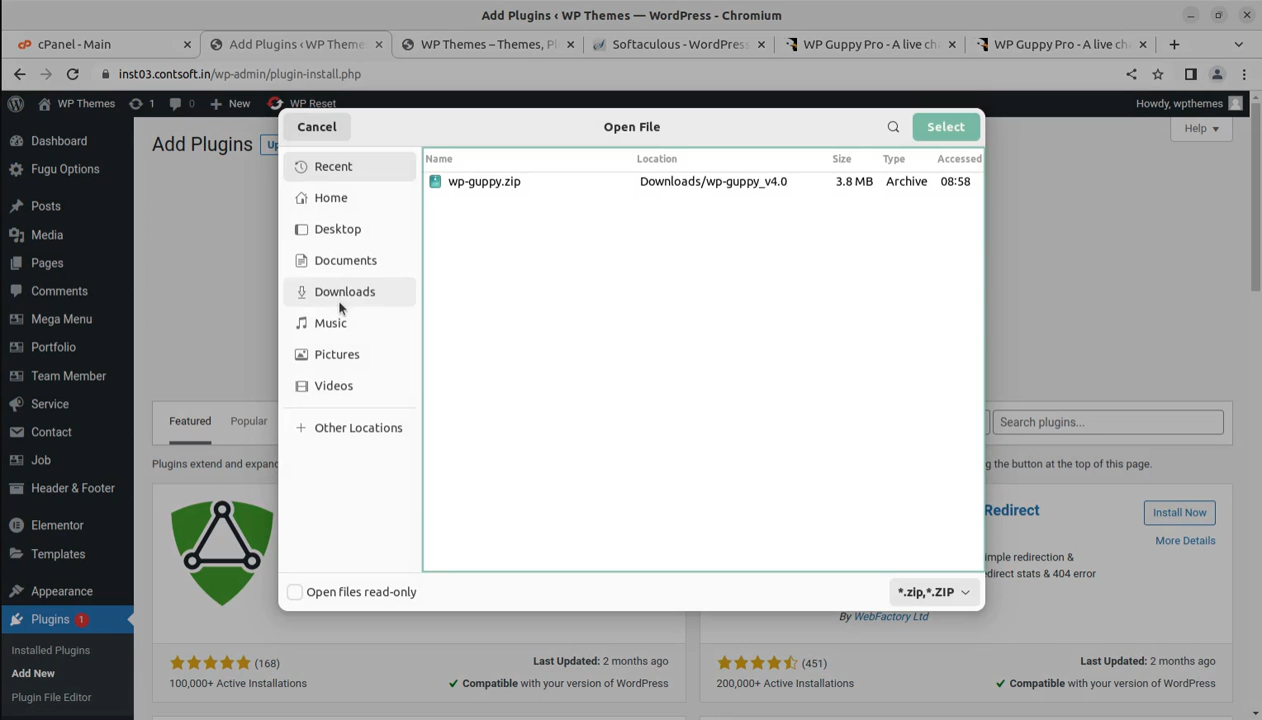 Add Plugins ‹ WP Themes — WordPress - Chromium
cPanel - Main
Add Plugins ‹ WP Theme
WP Themes – Themes, Pl
Softaculous - WordPress
WP Guppy Pro - A live ch
WP Guppy Pro - A live ch
inst03.contsoft.in/wp-admin/plugin-install.php
WP Themes
1
0
New
WP Reset
Howdy, wpthemes
Dashboard
Fugu Options
Posts
Media
Pages
Comments
Mega Menu
Portfolio
Team Member
Service
Contact
Job
Header & Footer
Elementor
Templates
Appearance
Plugins 1
Installed Plugins
Add New
Plugin File Editor
Add Plugins
Up
Help
Cancel
Open File
Select
Recent
Home
Desktop
Documents
Downloads
Music
Pictures
Videos
Other Locations
Name Location Size Type Accessed
wp-guppy.zip Downloads/wp-guppy_v4.0 3.8 MB Archive 08:58
Open files read-only
*.zip,*.ZIP
Featured
Popular
Search plugins...
Plugins extend and expand
g the button at the top of this page.
Redirect
Install Now
More Details
imple redirection &
direct stats & 404 error
By WebFactory Ltd
(168)
Last Updated: 2 months ago
100,000+ Active Installations
Compatible with your version of WordPress
(451)
Last Updated: 2 months ago
200,000+ Active Installations
Compatible with your version of WordPress